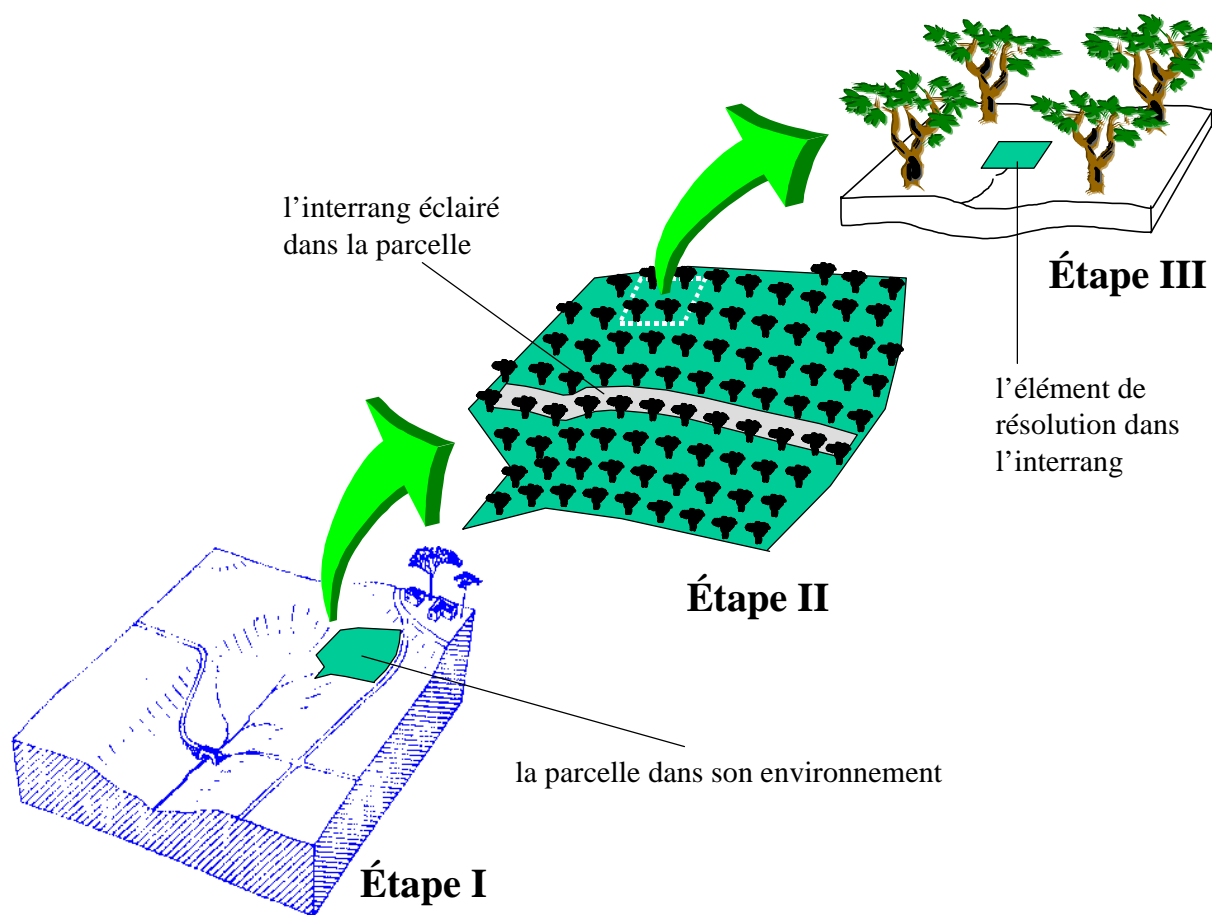 l’interrang éclairé
dans la parcelle
Étape III
l’élément de
résolution dans
l’interrang
Étape II
la parcelle dans son environnement
Étape I